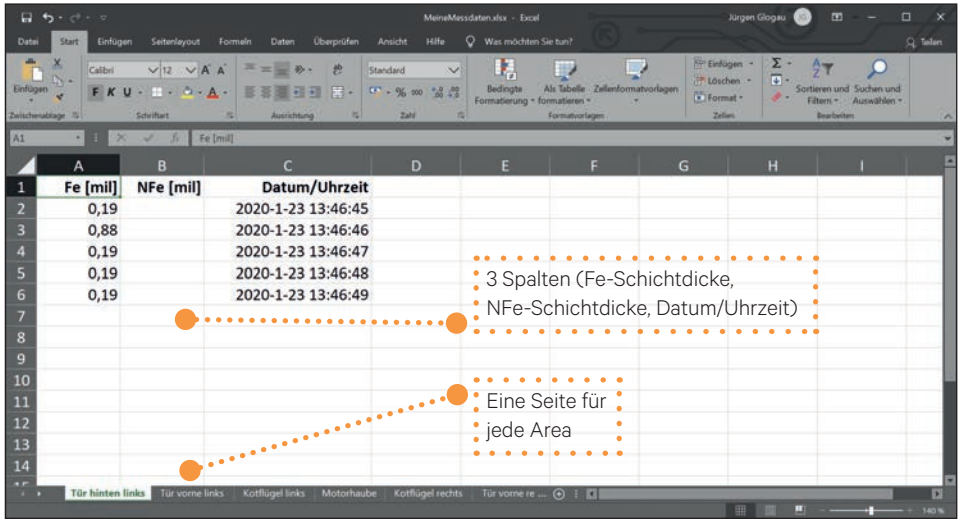 MeineMessdaten.xlsx - Excel
Jürgen Glogau
JG
Datei Start Einfügen Seitenlayout Formeln Daten Überprüfen Ansicht Hilfe Was möchten Sie tun? Teilen
Einfügen
Calibri 12 A A
F K U
Standard
% 000
Bedingte Formatierung
Als Tabelle formatieren
Zellenformatvorlagen
Einfügen
Löschen
Format
Sortieren und Filtern
Suchen und Auswählen
Zwischenablage Schriftart Ausrichtung Zahl Formatvorlagen Zellen Bearbeiten
A1 fx Fe [mil]
A B C D E F G H I
1 Fe [mil] NFe [mil] Datum/Uhrzeit
2 0,19 2020-1-23 13:46:45
3 0,88 2020-1-23 13:46:46
4 0,19 2020-1-23 13:46:47
5 0,19 2020-1-23 13:46:48
6 0,19 2020-1-23 13:46:49
7
8
9
10
11
12
13
14
3 Spalten (Fe-Schichtdicke,
NFe-Schichtdicke, Datum/Uhrzeit)
Eine Seite für
jede Area
Tür hinten links Tür vorne links Kotflügel links Motorhaube Kotflügel rechts Tür vorne re ...
140 %